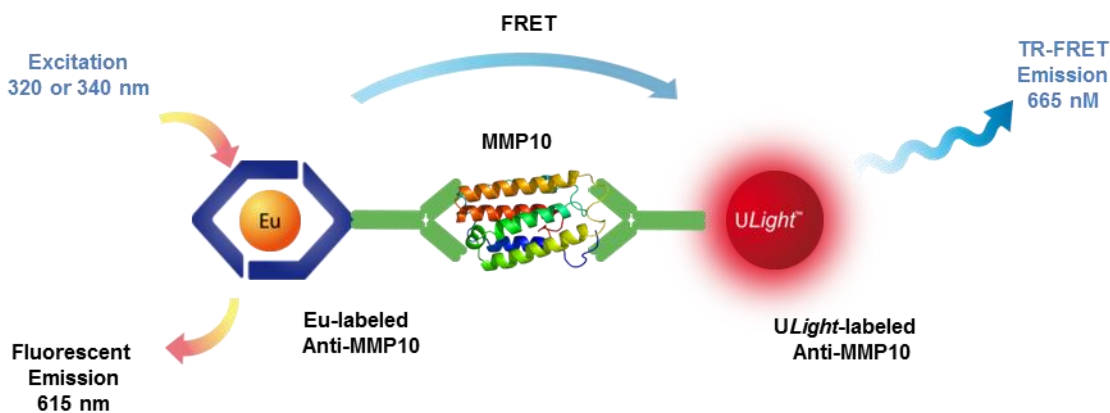 FRET
Excitation
320 or 340 nm
TR-FRET
Emission
665 nM
MMP10
Eu
ULight™
Eu-labeled
Anti-MMP10
ULight-labeled
Anti-MMP10
Fluorescent
Emission
615 nm